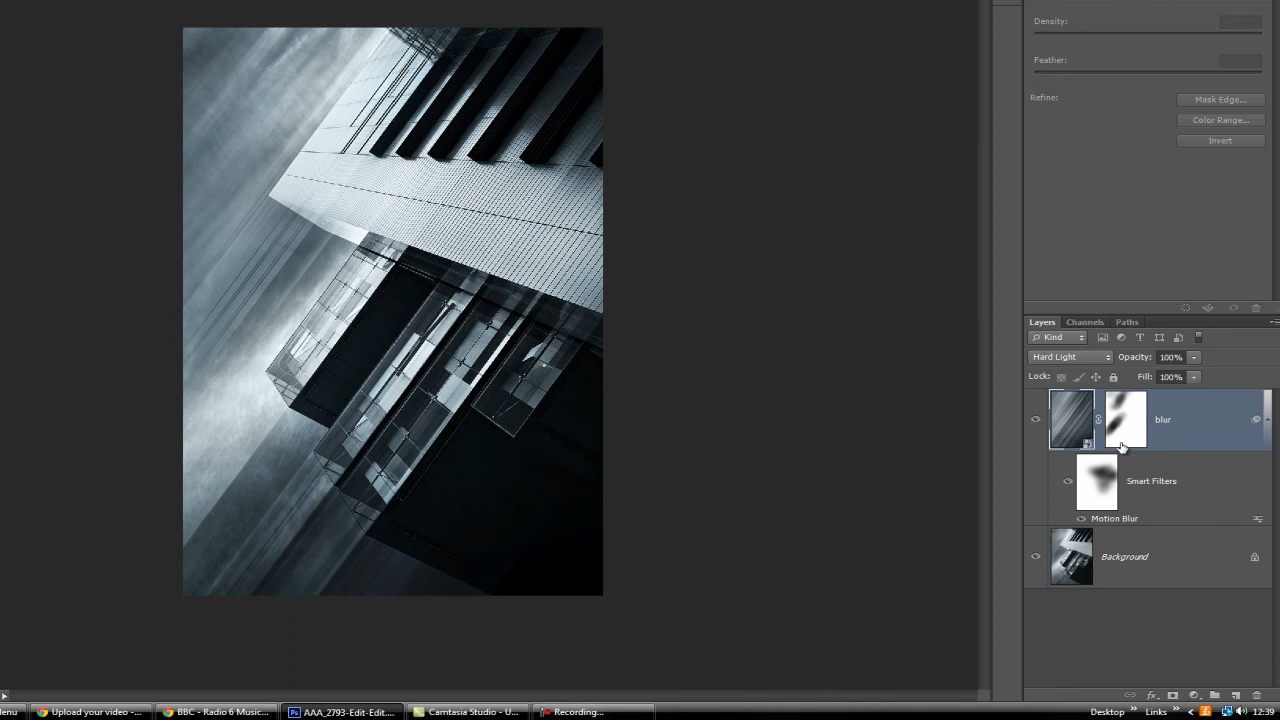 Density:
Feather:
Refine:
Mask Edge...
Color Range...
Invert
Layers Channels Paths
Kind
Hard Light Opacity: 100%
Lock: Fill: 100%
blur
Smart Filters
Motion Blur
Background
lenu Upload your video -... BBC - Radio 6 Music... AAA_2793-Edit-Edit.... Camtasia Studio - U... Recording... Desktop Links 12:39